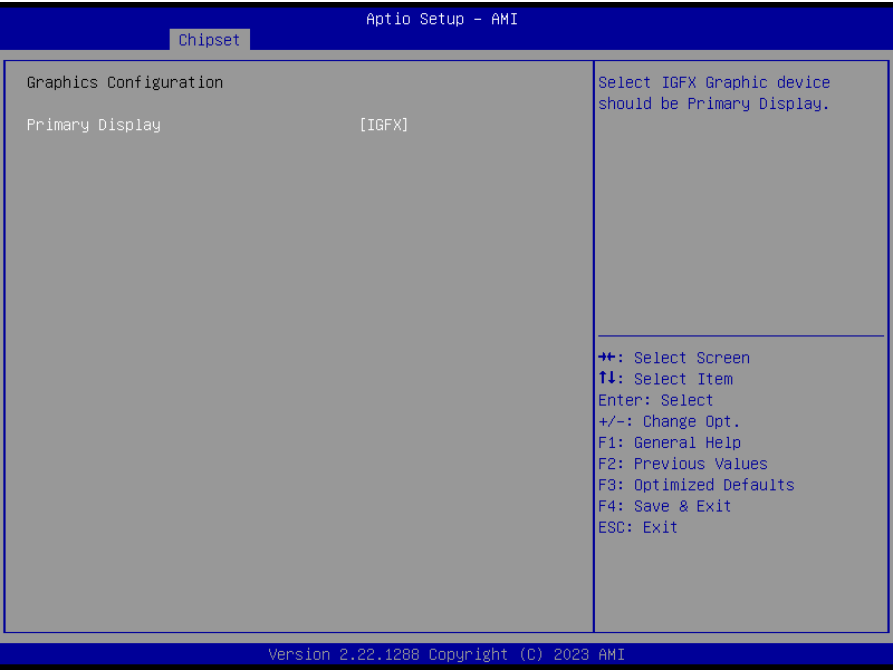 Aptio Setup – AMI
Chipset
Graphics Configuration
Primary Display [IGFX]
Select IGFX Graphic device
should be Primary Display.
→←: Select Screen
↑↓: Select Item
Enter: Select
+/-: Change Opt.
F1: General Help
F2: Previous Values
F3: Optimized Defaults
F4: Save & Exit
ESC: Exit
Version 2.22.1288 Copyright (C) 2023 AMI